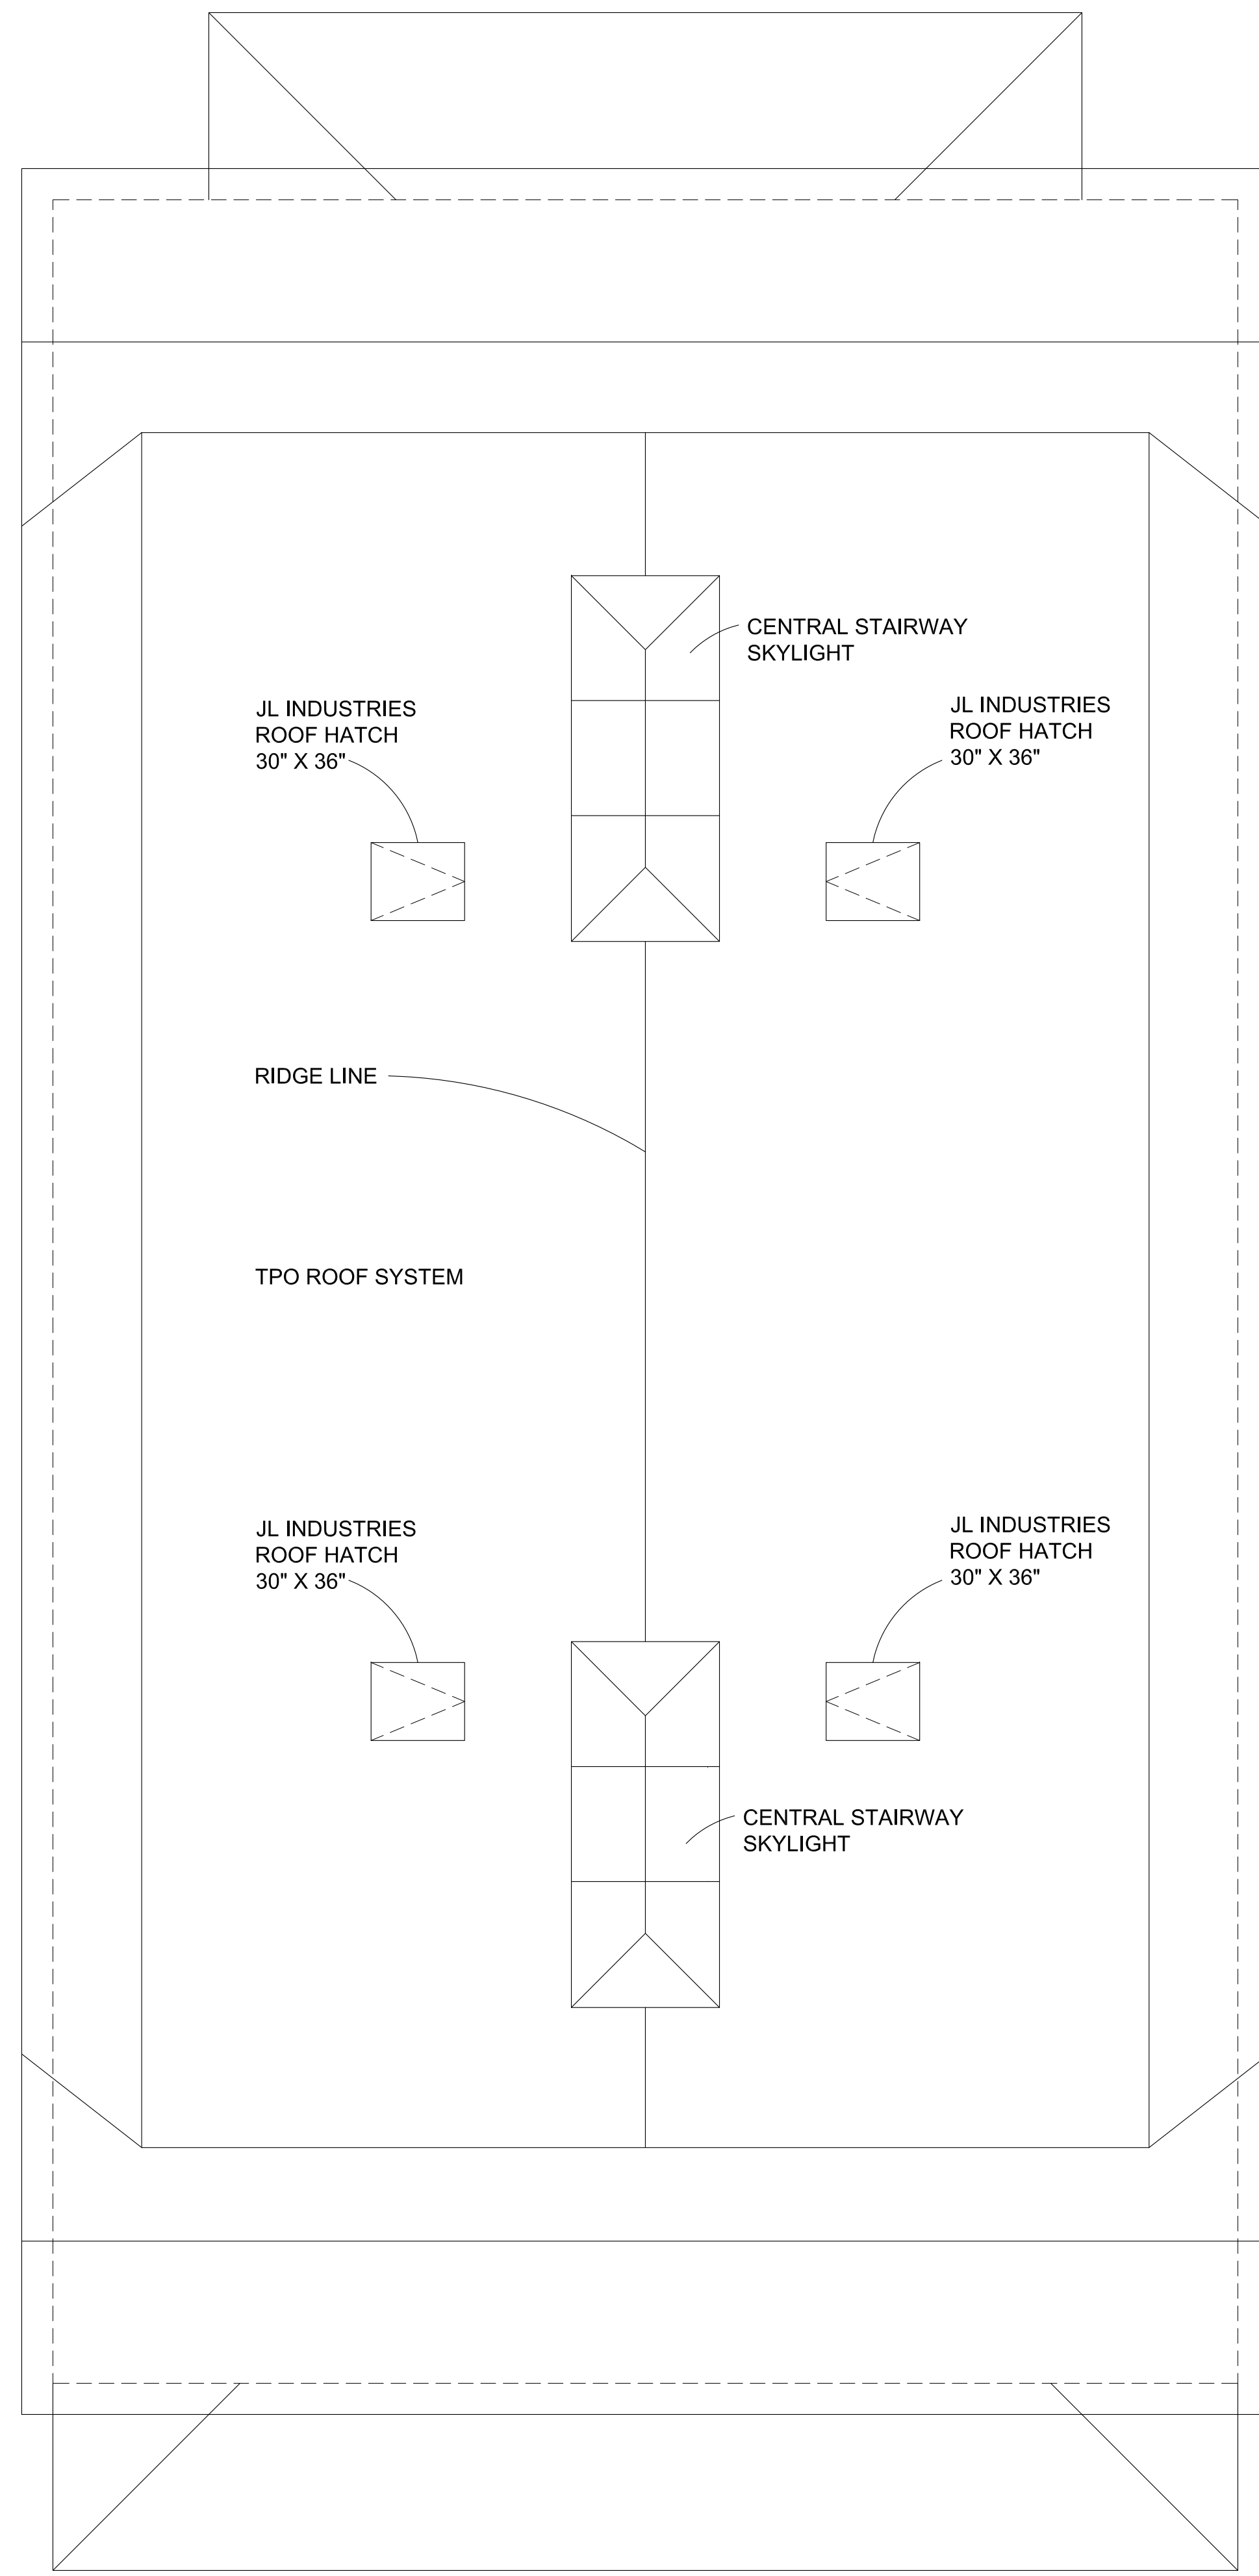 CENTRAL STAIRWAY
SKYLIGHT
JL INDUSTRIES
ROOF HATCH
30" X 36"
JL INDUSTRIES
ROOF HATCH
30" X 36"
RIDGE LINE
TPO ROOF SYSTEM
JL INDUSTRIES
ROOF HATCH
30" X 36"
JL INDUSTRIES
ROOF HATCH
30" X 36"
CENTRAL STAIRWAY
SKYLIGHT